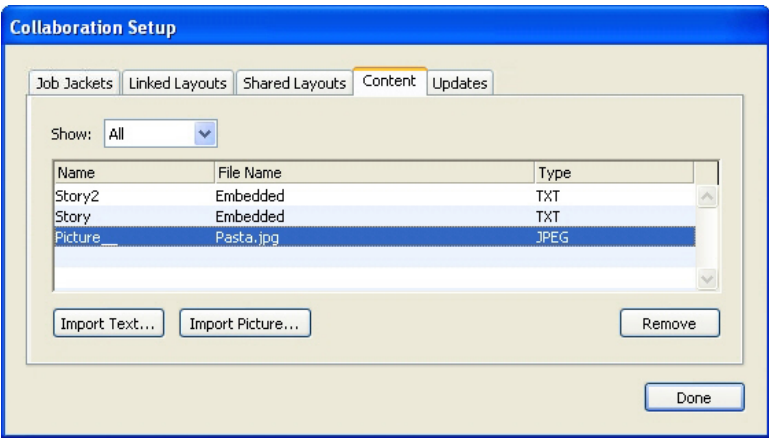 Collaboration Setup
Job Jackets Linked Layouts Shared Layouts Content Updates
Show: All
Name File Name Type
Story2 Embedded TXT
Story Embedded TXT
Picture__ Pasta.jpg JPEG
Import Text... Import Picture... Remove
Done